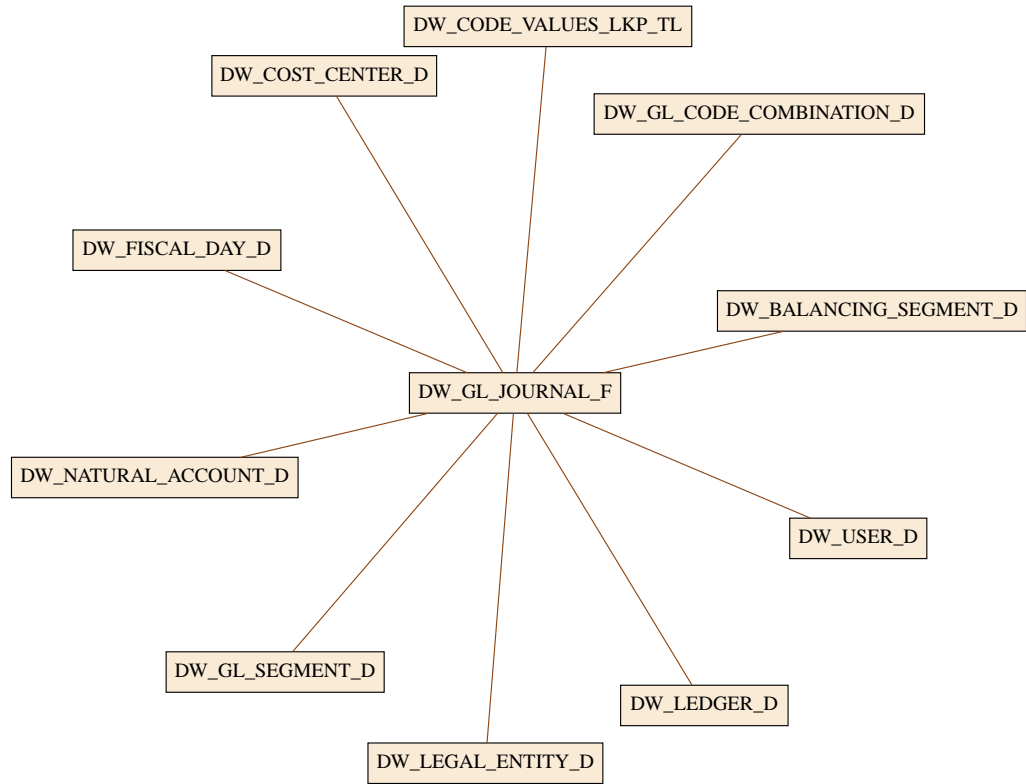 DW_CODE_VALUES_LKP_TL
DW_COST_CENTER_D
DW_GL_CODE_COMBINATION_D
DW_FISCAL_DAY_D
DW_BALANCING_SEGMENT_D
DW_GL_JOURNAL_F
DW_NATURAL_ACCOUNT_D
DW_USER_D
DW_GL_SEGMENT_D
DW_LEDGER_D
DW_LEGAL_ENTITY_D